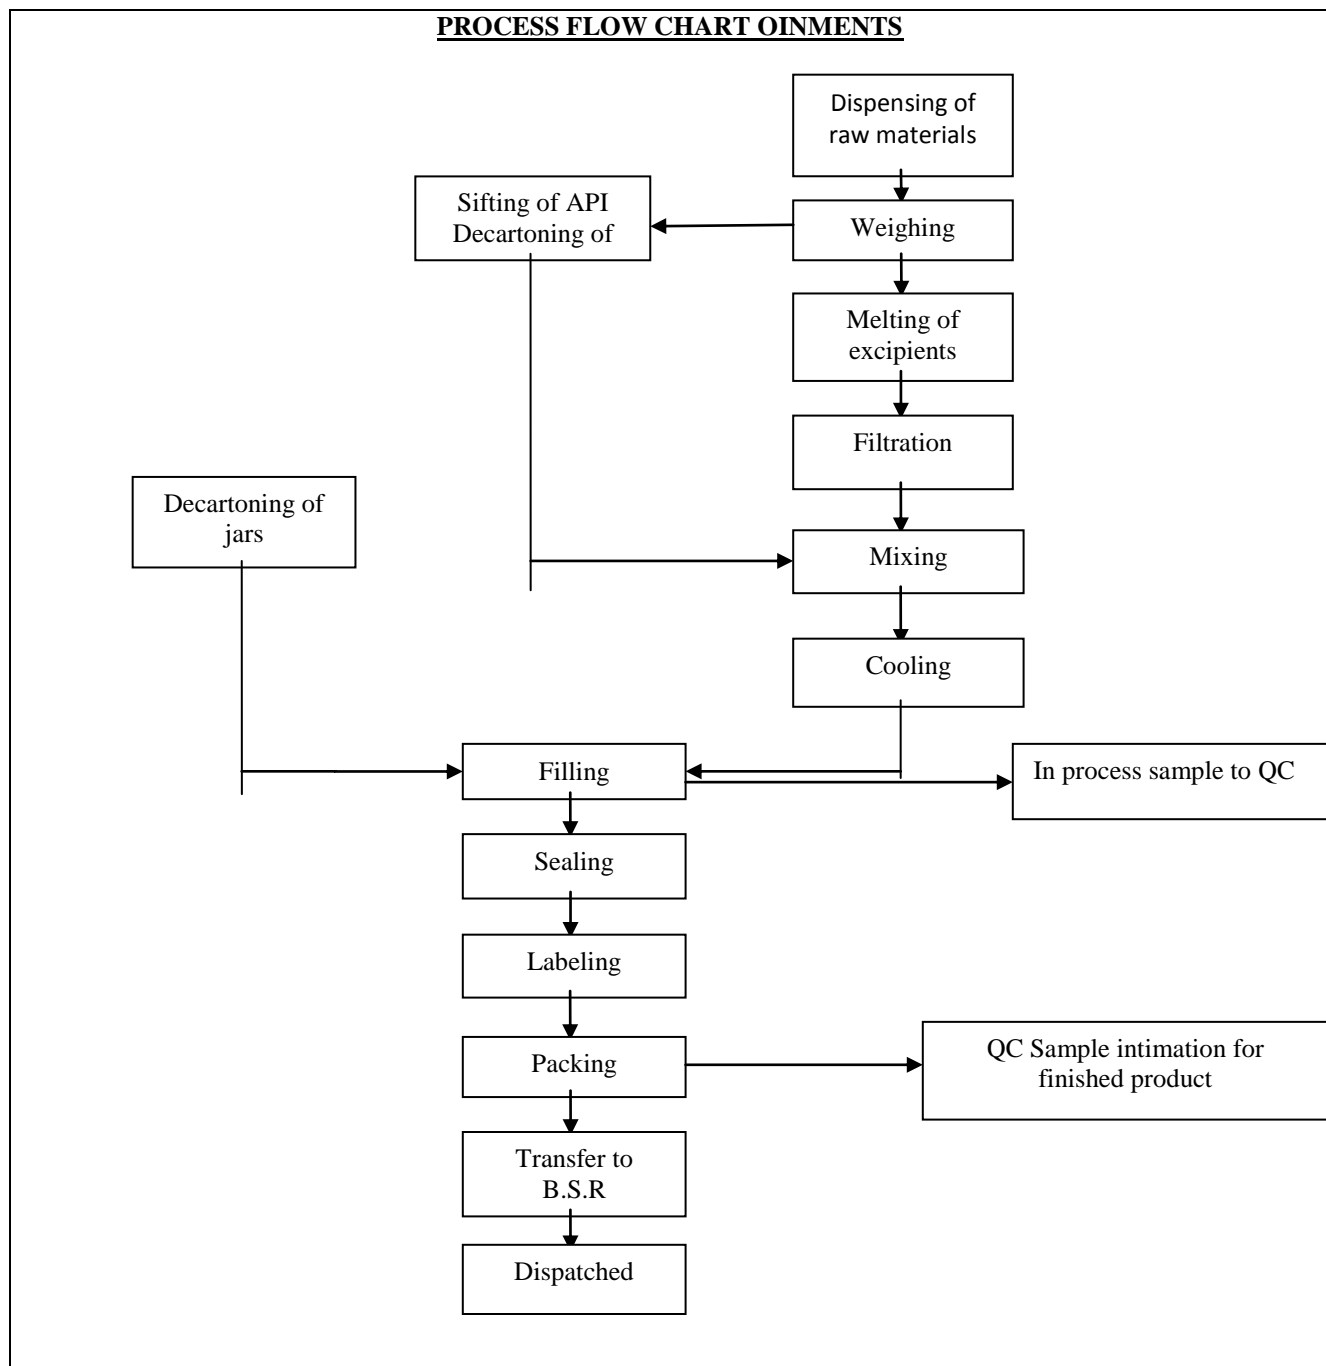 PROCESS FLOW CHART OINMENTS
Dispensing of
raw materials
Sifting of API
Decartoning of
Weighing
Melting of
excipients
Filtration
Decartoning of
jars
Mixing
Cooling
Filling
In process sample to QC
Sealing
Labeling
Packing
QC Sample intimation for
finished product
Transfer to
B.S.R
Dispatched